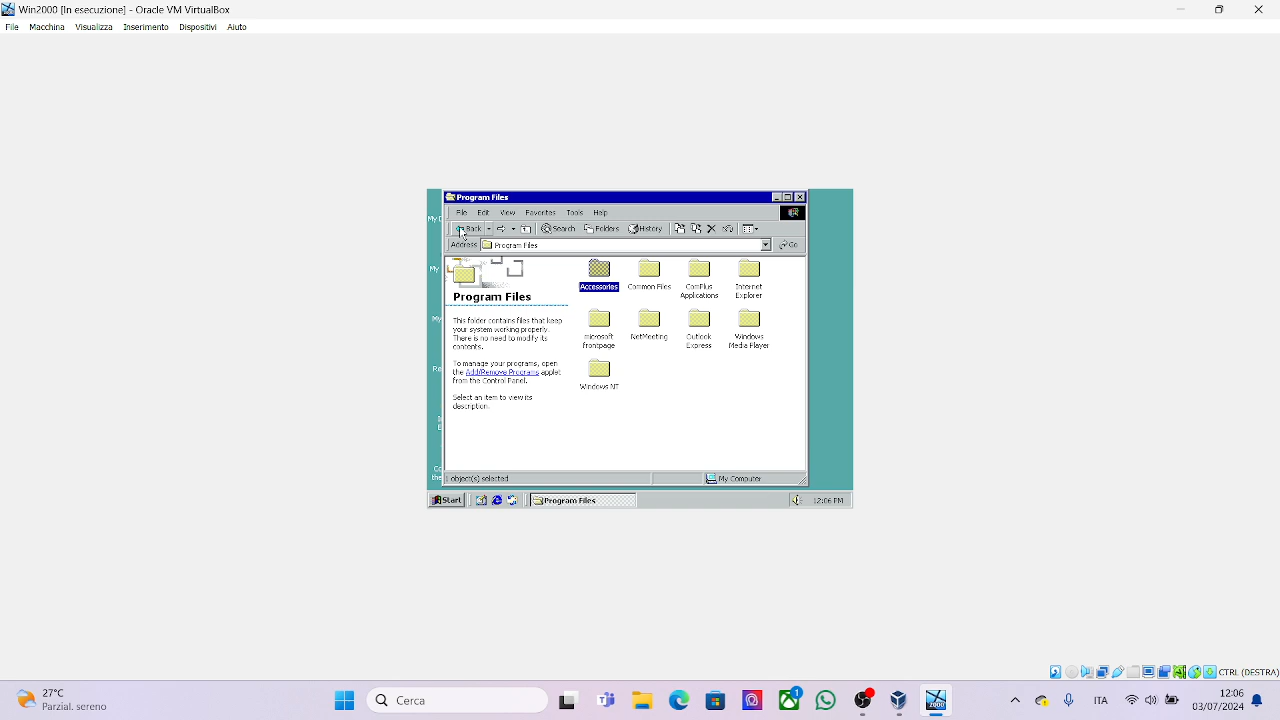 Win2000 [In esecuzione] - Oracle VM VirtualBox
File Macchina Visualizza Inserimento Dispositivi Aiuto
Program Files
File Edit View Favorites Tools Help
Back Search Folders History
Address Program Files Go
Program Files
This folder contains files that keep
your system working properly.
There is no need to modify its
contents.
To manage your programs, open
the Add/Remove Programs applet
from the Control Panel.
Select an item to view its
description.
Accessories
Common Files
ComPlus
Applications
Internet
Explorer
microsoft
frontpage
NetMeeting
Outlook
Express
Windows
Media Player
Windows NT
object(s) selected
My Computer
Start Program Files 12:06 PM
CTRL (DESTRA)
27°C
Parzial. sereno
Cerca
1
2000
ITA
12:06
03/07/2024